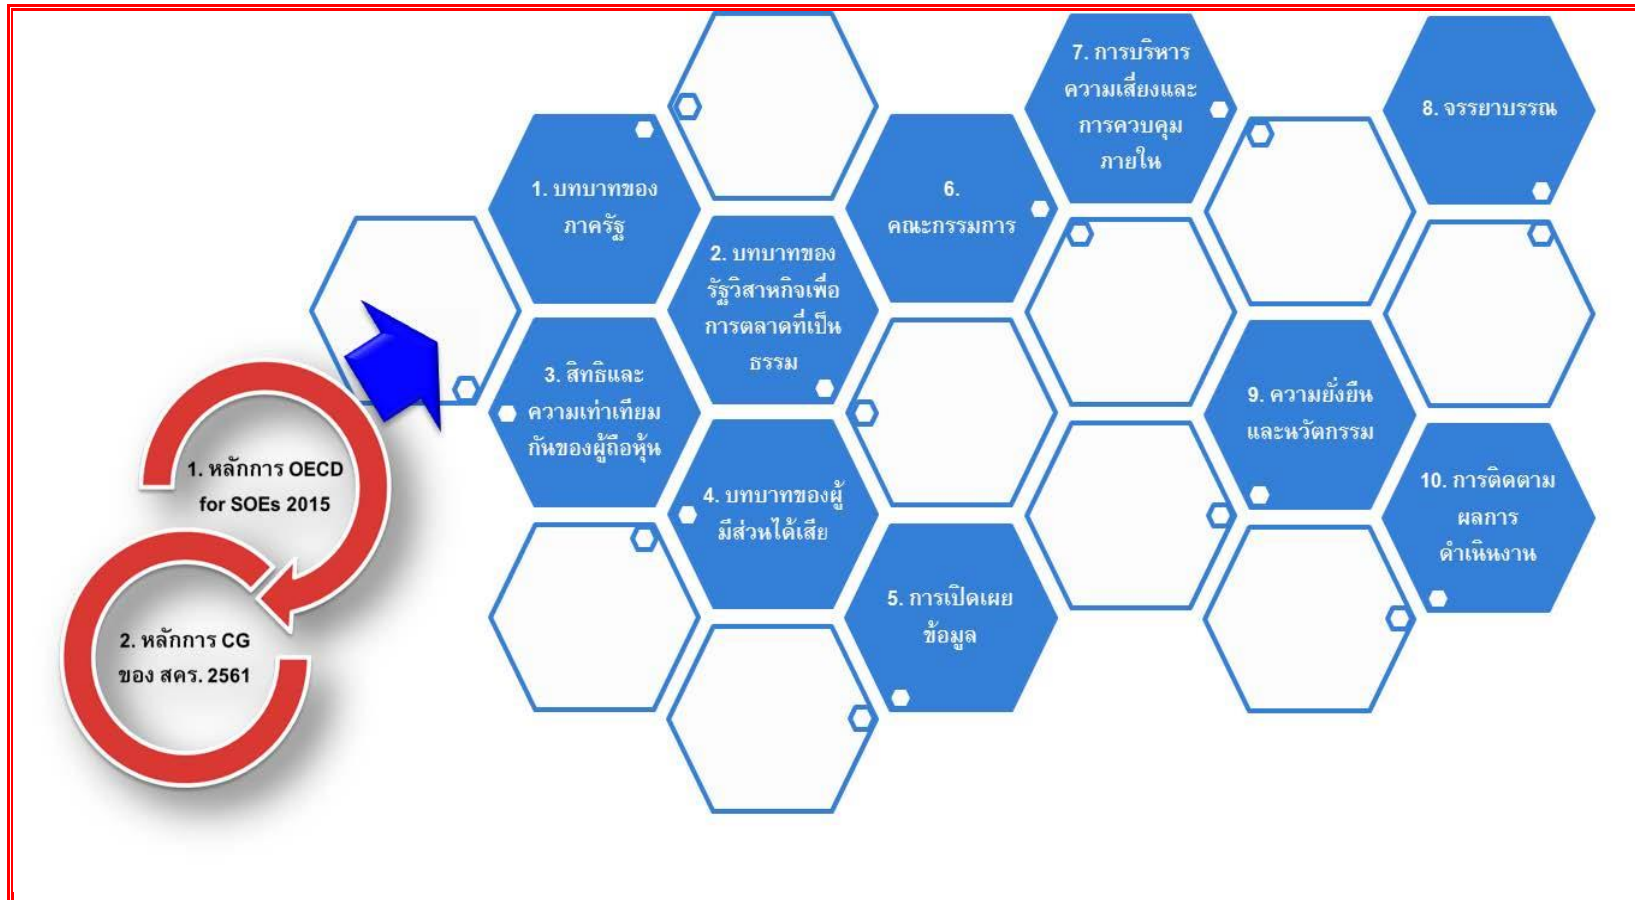 1. หลักการ OECD
for SOEs 2015
2. หลักการ CG
ของ สคร. 2561
1. บทบาทของ
ภาครัฐ
2. บทบาทของ
รัฐวิสาหกิจเพื่อ
การตลาดที่เป็น
ธรรม
3. สิทธิและ
ความเท่าเทียม
กันของผู้ถือหุ้น
4. บทบาทของผู้
มีส่วนได้เสีย
5. การเปิดเผย
ข้อมูล
6.
คณะกรรมการ
7. การบริหาร
ความเสี่ยงและ
การควบคุม
ภายใน
8. จรรยาบรรณ
9. ความยั่งยืน
และนวัตกรรม
10. การติดตาม
ผลการ
ดำเนินงาน